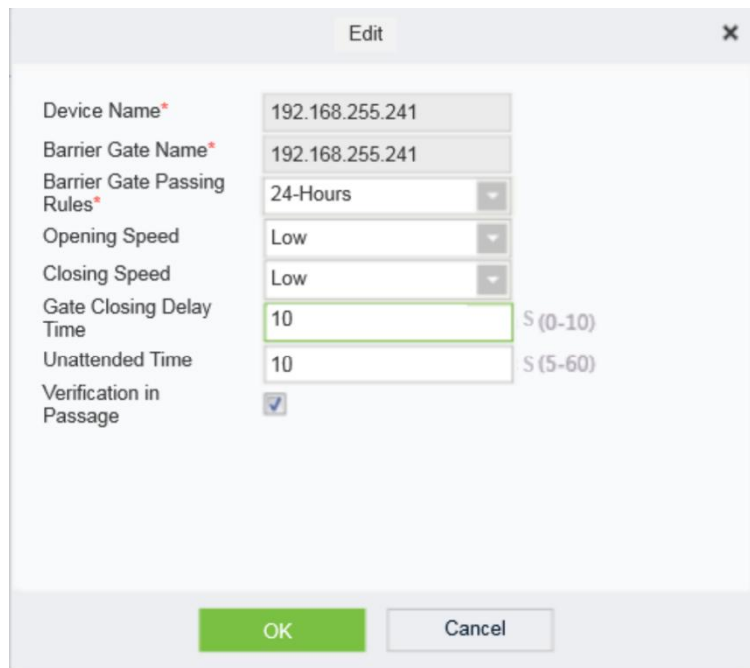 Edit
Device Name*
192.168.255.241
Barrier Gate Name*
192.168.255.241
Barrier Gate Passing
Rules*
24-Hours
Opening Speed
Low
Closing Speed
Low
Gate Closing Delay
Time
10
S (0-10)
Unattended Time
10
S (5-60)
Verification in
Passage
OK
Cancel